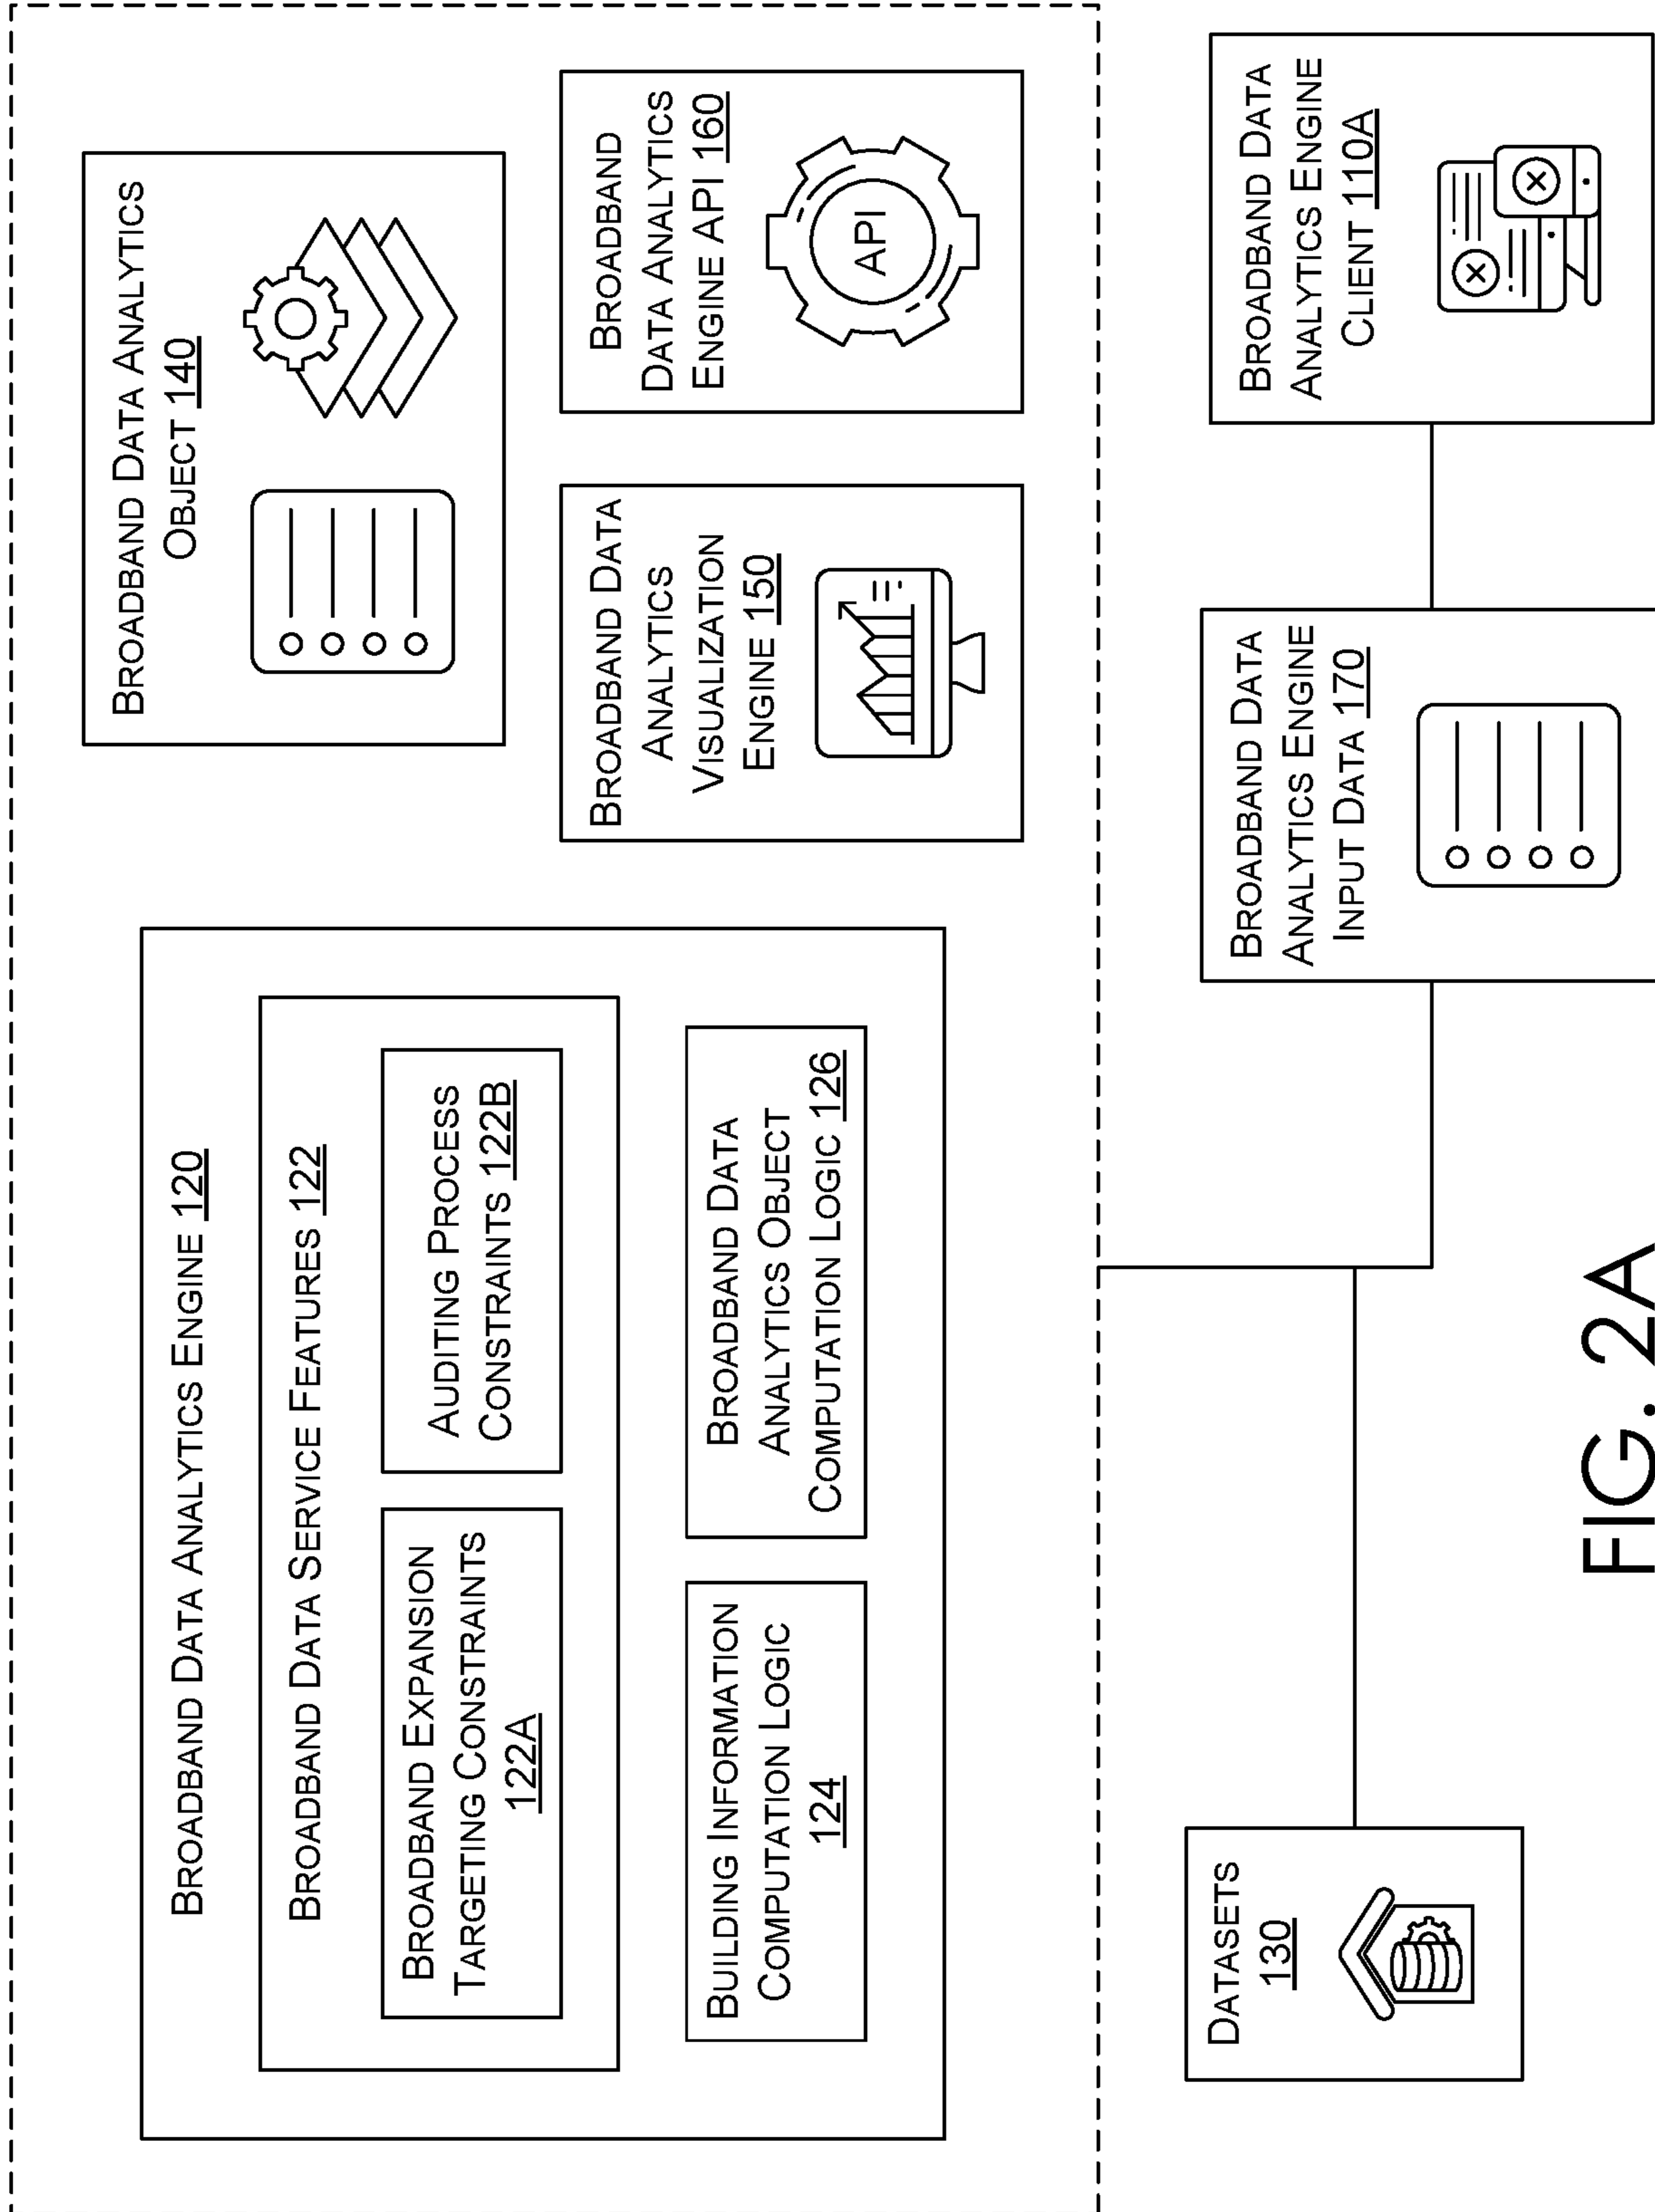 BROADBAND DATA ANALYTICS ENGINE 120
BROADBAND DATA SERVICE FEATURES 122
BROADBAND EXPANSION
TARGETING CONSTRAINTS
122A
AUDITING PROCESS
CONSTRAINTS 122B
BUILDING INFORMATION
COMPUTATION LOGIC
124
BROADBAND DATA
ANALYTICS OBJECT
COMPUTATION LOGIC 126
BROADBAND DATA ANALYTICS
OBJECT 140
BROADBAND DATA
ANALYTICS
VISUALIZATION
ENGINE 150
BROADBAND
DATA ANALYTICS
ENGINE API 160
API
DATASETS
130
BROADBAND DATA
ANALYTICS ENGINE
INPUT DATA 170
BROADBAND DATA
ANALYTICS ENGINE
CLIENT 110A
FIG. 2A